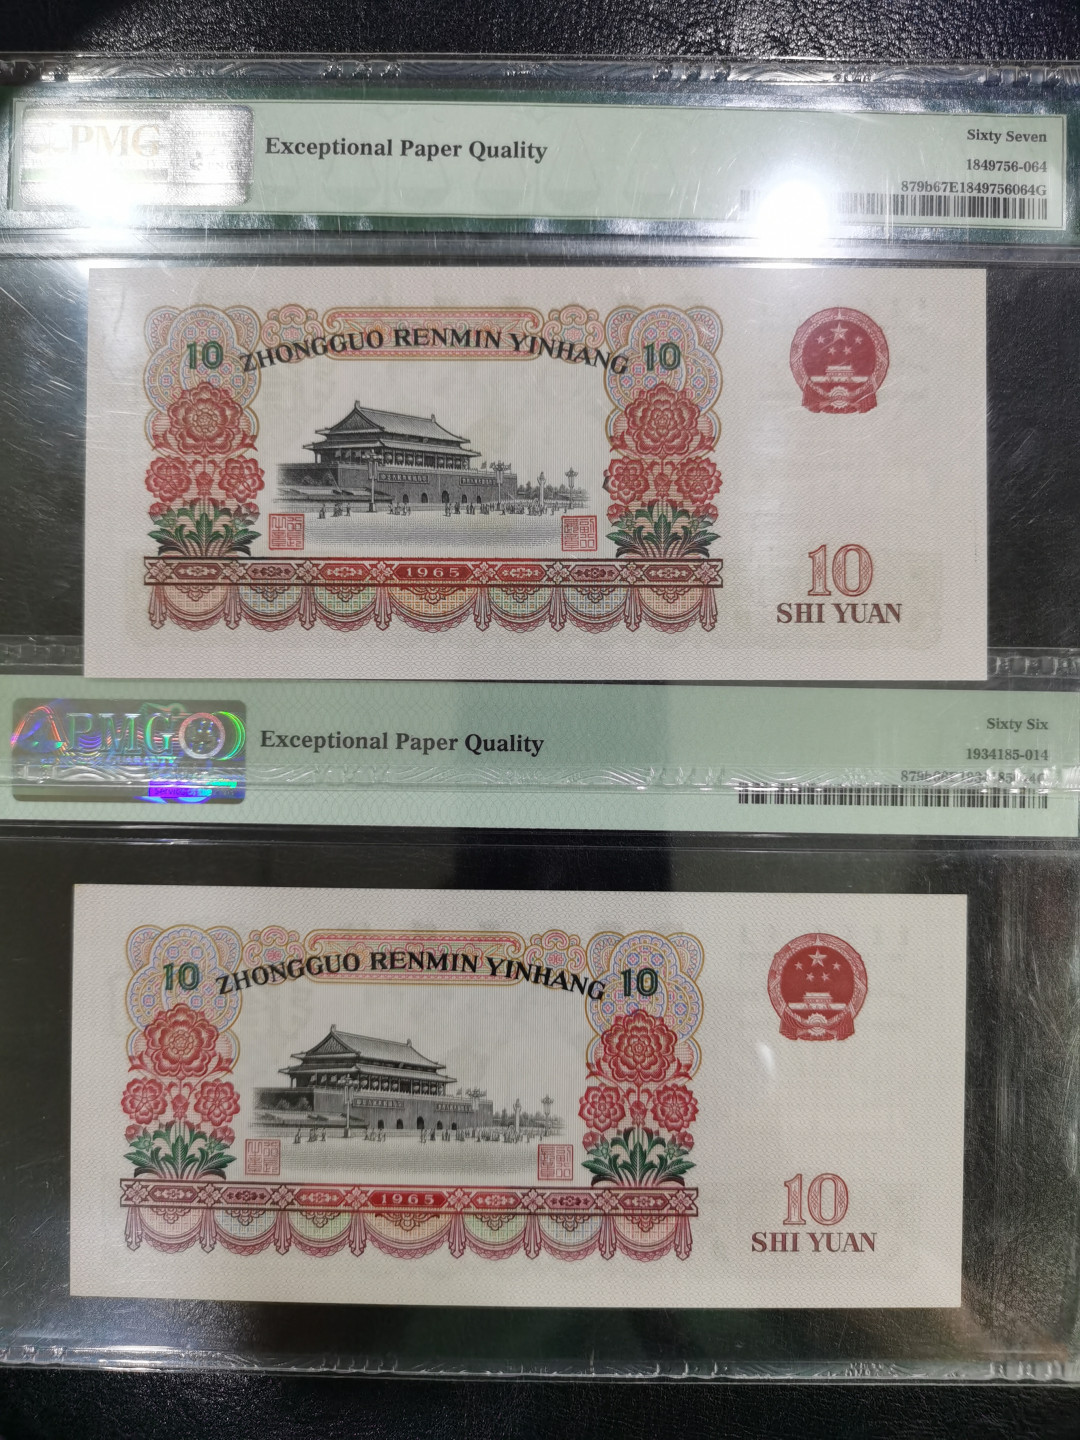 PMG
Exceptional Paper Quality
Sixty Seven
1849756-064
879b67E1849756064G
10 ZHONGGUO RENMIN YINHANG 10
1965
10
SHI YUAN
PMG
Exceptional Paper Quality
Sixty Six
1934185-014
10 ZHONGGUO RENMIN YINHANG 10
1965
10
SHI YUAN